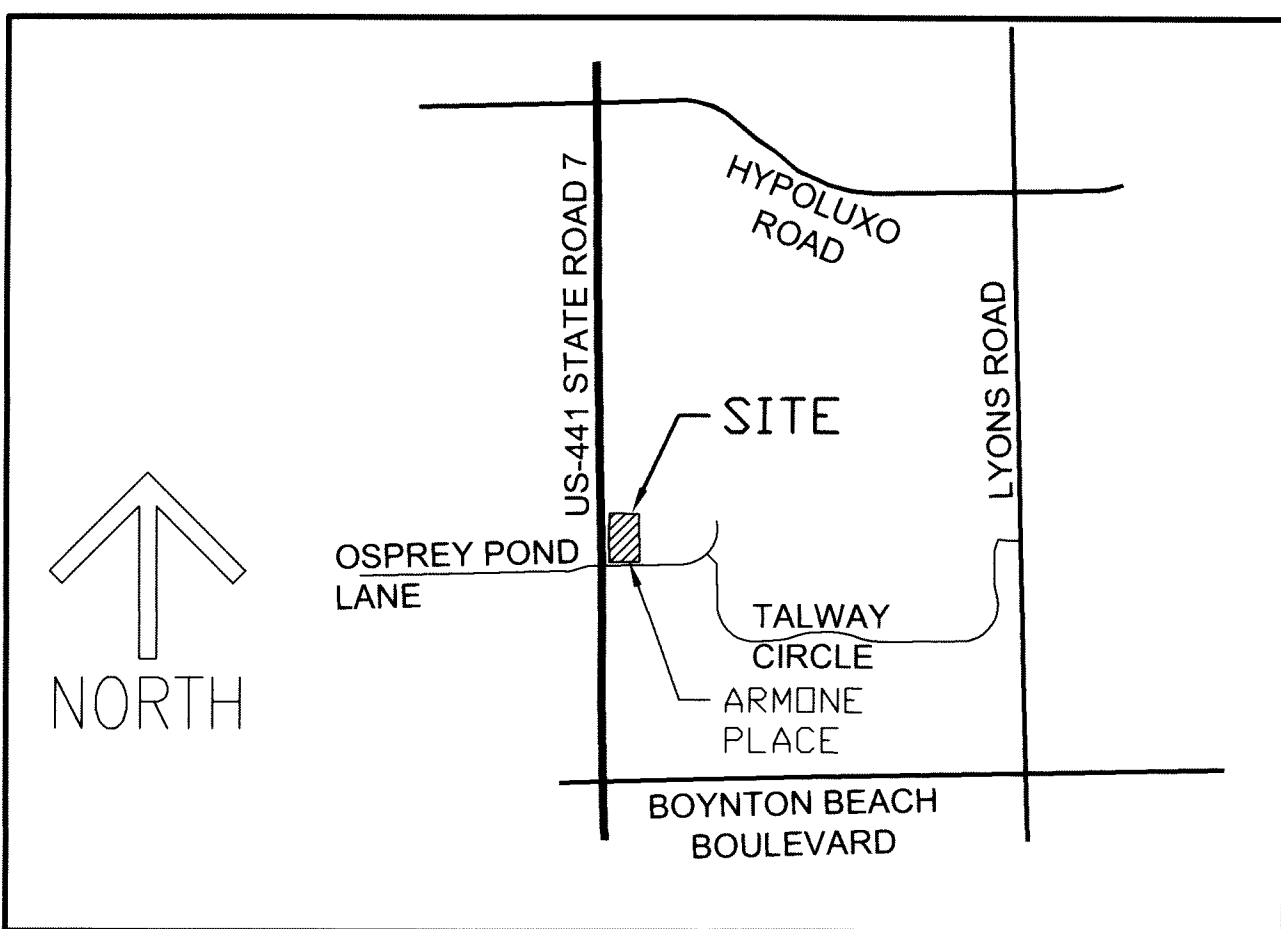 HYPOLUXO
ROAD
US-441 STATE ROAD 7
LYONS ROAD
SITE
OSPREY POND
LANE
TALWAY
CIRCLE
ARMONE
PLACE
NORTH
BOYNTON BEACH
BOULEVARD